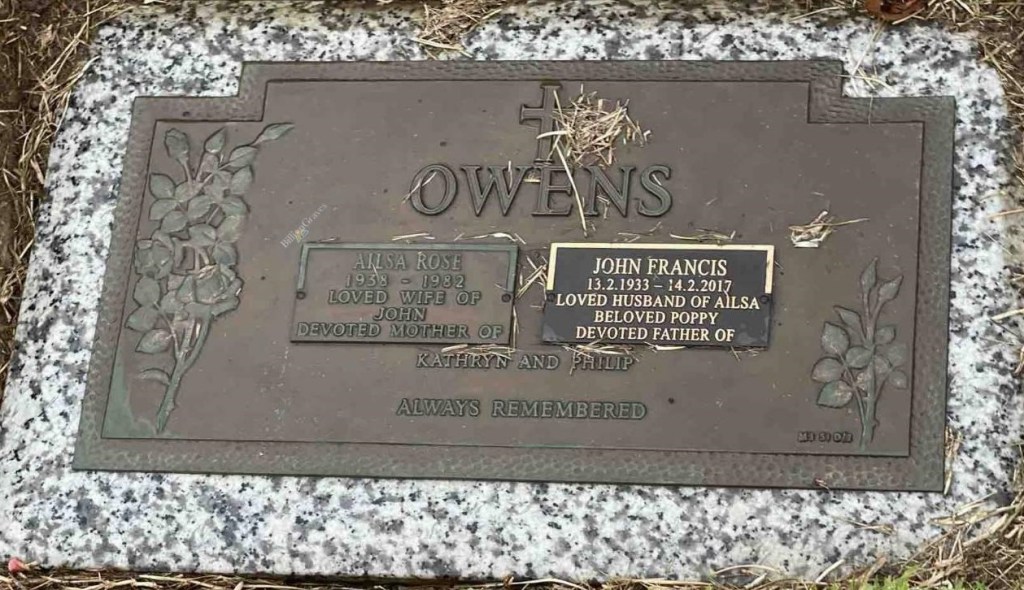 OWENS
AILSA ROSE
1938 - 1982
LOVED WIFE OF
JOHN
DEVOTED MOTHER OF
JOHN FRANCIS
13.2.1933 – 14.2.2017
LOVED HUSBAND OF AILSA
BELOVED POPPY
DEVOTED FATHER OF
KATHRYN AND PHILIP
ALWAYS REMEMBERED